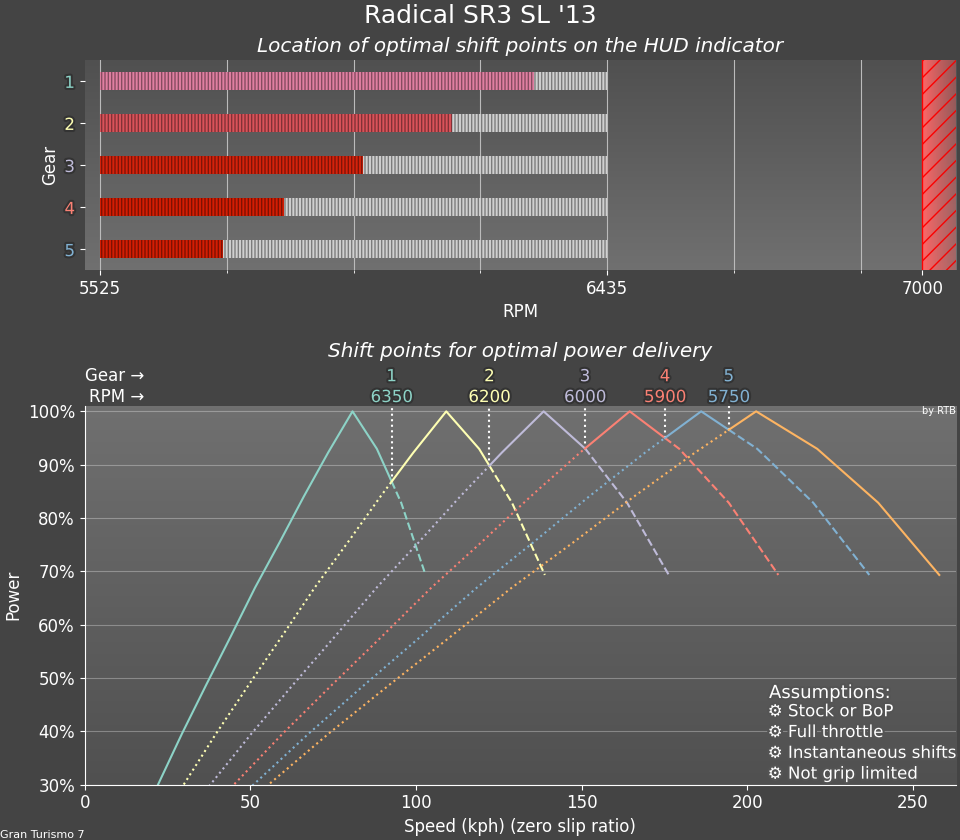 Radical SR3 SL '13
Location of optimal shift points on the HUD indicator
Gear
1
2
3
4
5
5525 6435 7000
RPM
Shift points for optimal power delivery
Gear → 1 2 3 4 5
RPM → 6350 6200 6000 5900 5750
by RTB
Power
100%
90%
80%
70%
60%
50%
40%
30%
Assumptions:
⚙ Stock or BoP
⚙ Full throttle
⚙ Instantaneous shifts
⚙ Not grip limited
0 50 100 150 200 250
Speed (kph) (zero slip ratio)
Gran Turismo 7